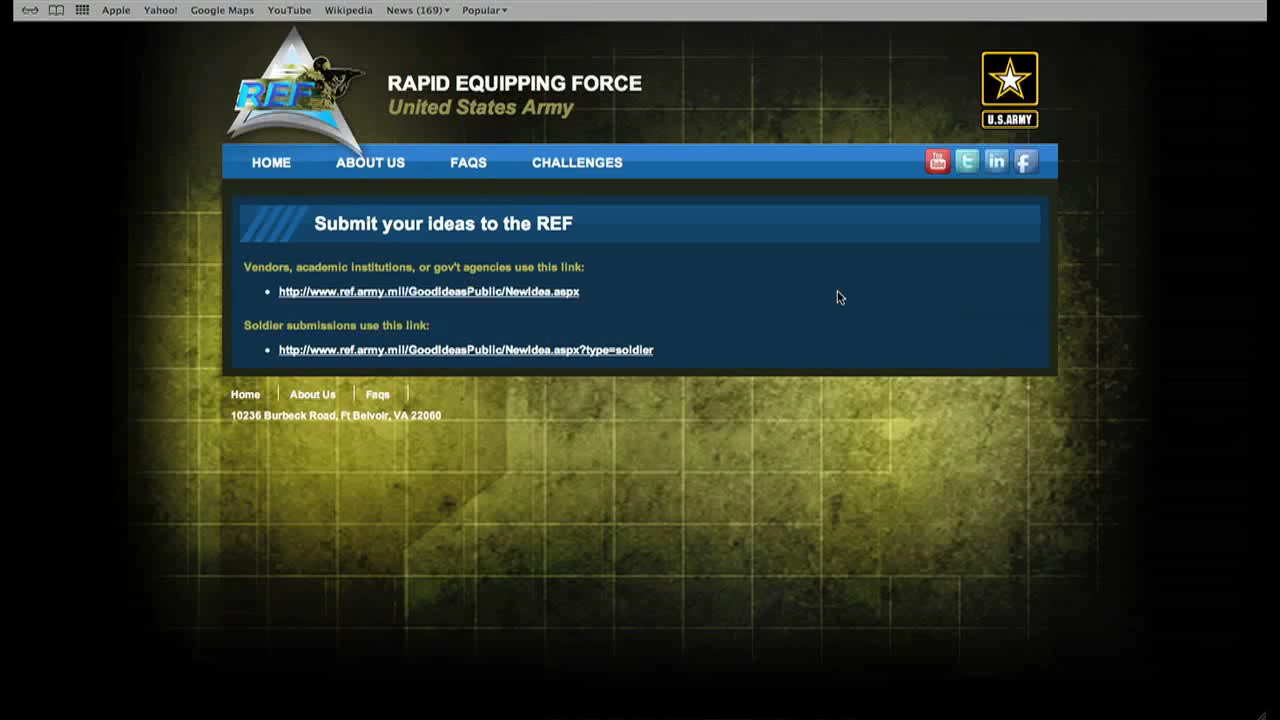 Apple Yahoo! Google Maps YouTube Wikipedia News (169) Popular
REF
RAPID EQUIPPING FORCE
United States Army
U.S.ARMY
HOME ABOUT US FAQS CHALLENGES
You Tube t in f
Submit your ideas to the REF
Vendors, academic institutions, or gov't agencies use this link:
• http://www.ref.army.mil/GoodIdeasPublic/NewIdea.aspx
Soldier submissions use this link:
• http://www.ref.army.mil/GoodIdeasPublic/NewIdea.aspx?type=soldier
Home About Us Faqs
10236 Burbeck Road, Ft Belvoir, VA 22060